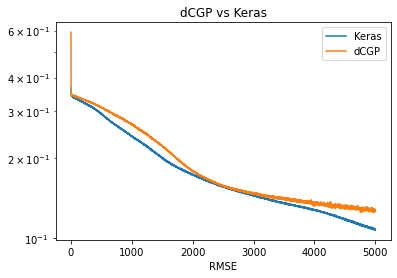 dCGP vs Keras
Keras
dCGP
6 × 10⁻¹
4 × 10⁻¹
3 × 10⁻¹
2 × 10⁻¹
10⁻¹
0 1000 2000 3000 4000 5000
RMSE